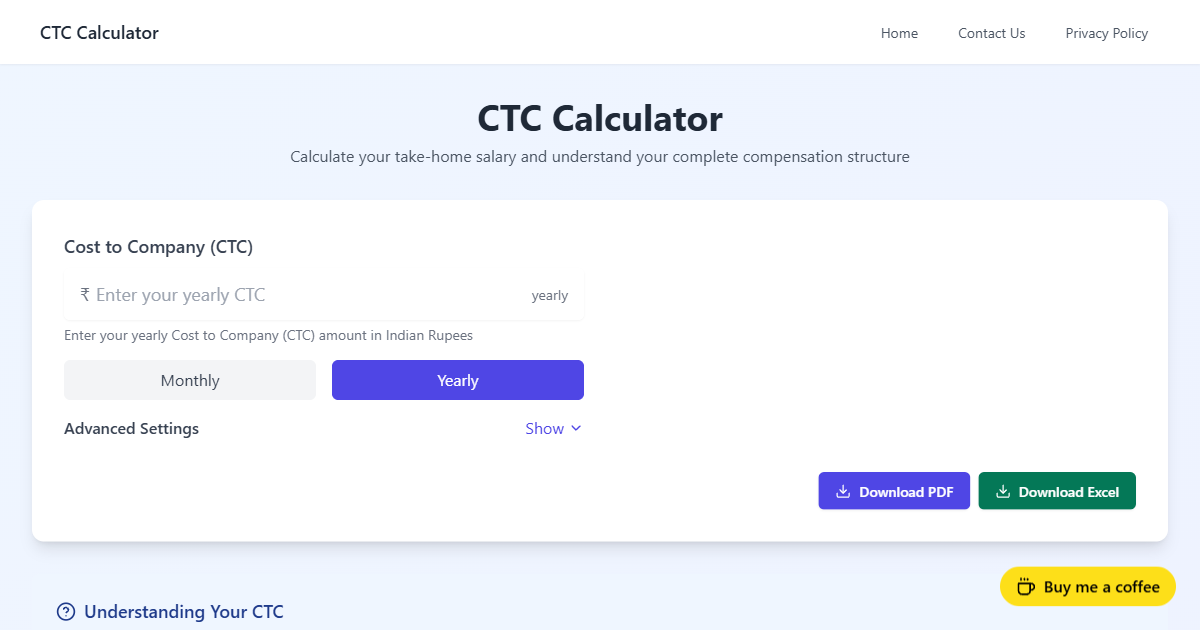 CTC Calculator
Home
Contact Us
Privacy Policy
CTC Calculator
Calculate your take-home salary and understand your complete compensation structure
Cost to Company (CTC)
₹ Enter your yearly CTC
yearly
Enter your yearly Cost to Company (CTC) amount in Indian Rupees
Monthly
Yearly
Advanced Settings
Show
Download PDF
Download Excel
Buy me a coffee
Understanding Your CTC